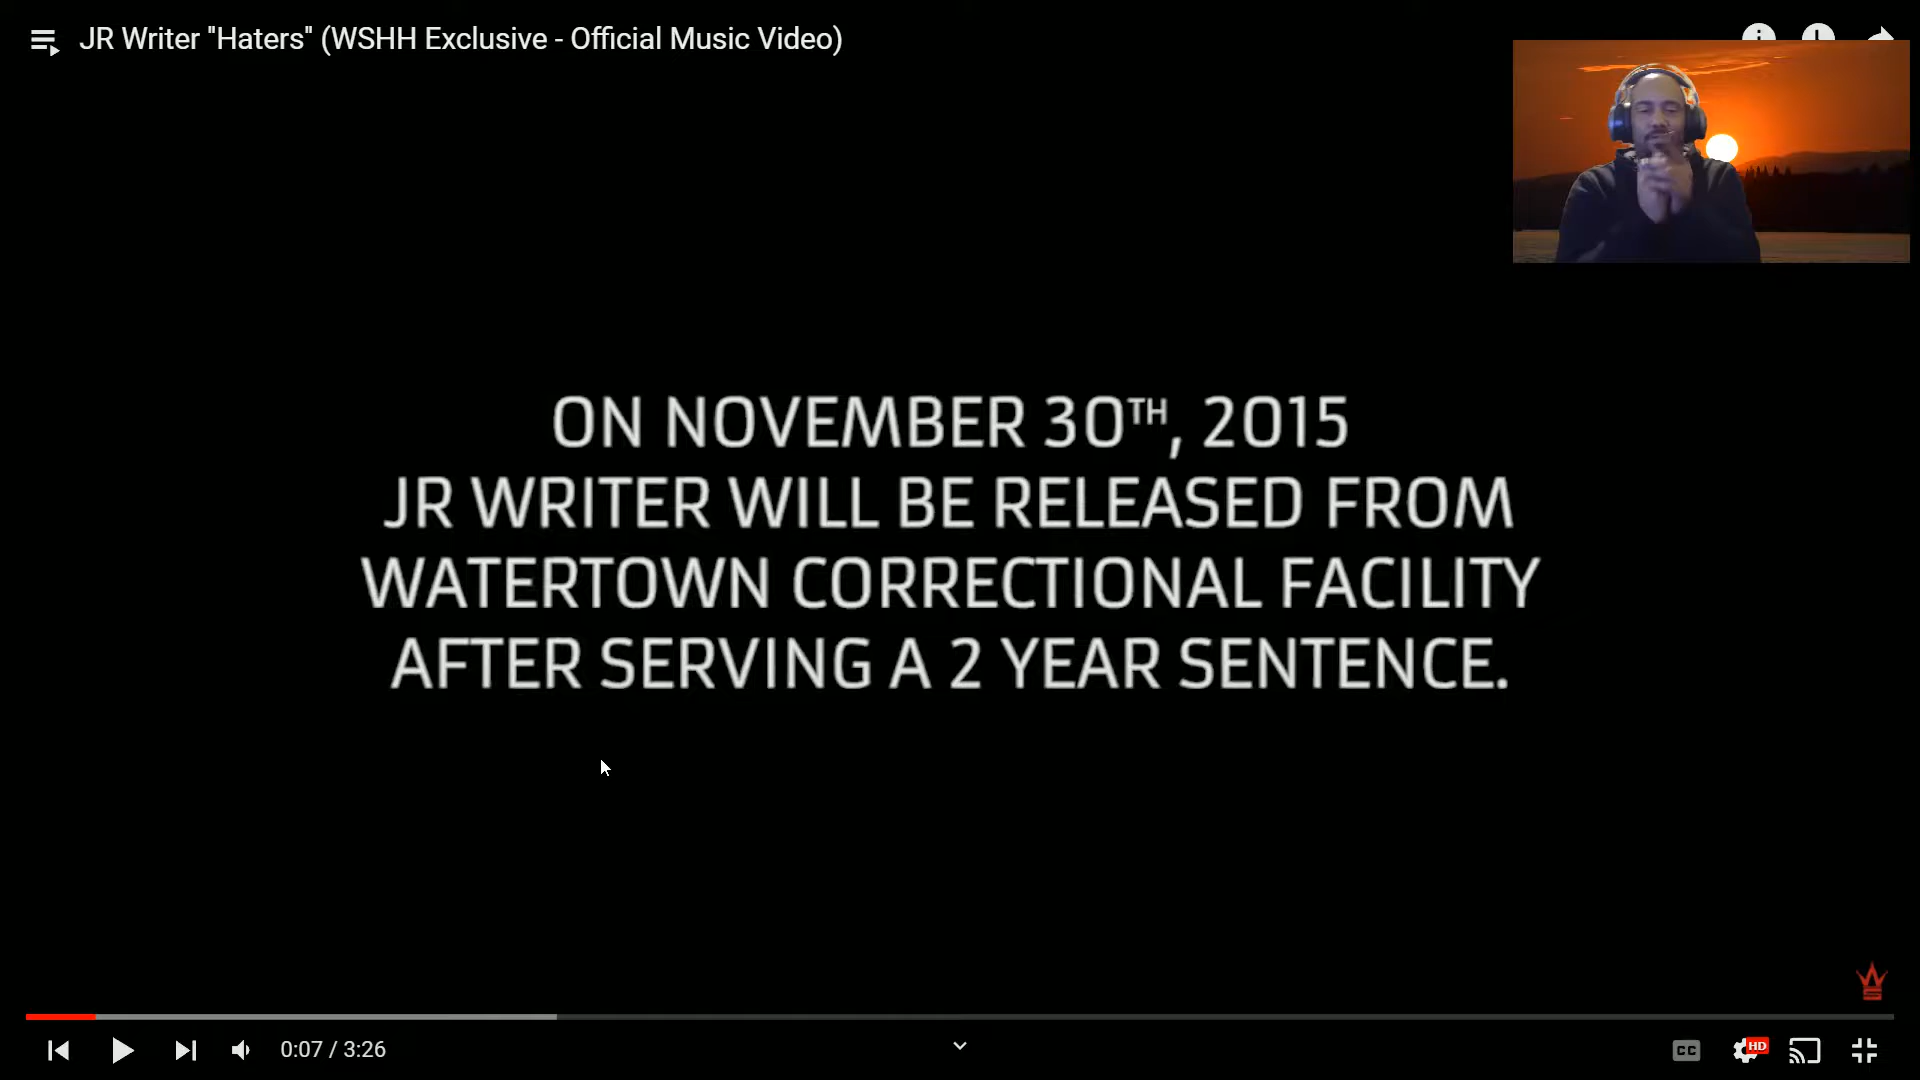 JR Writer "Haters" (WSHH Exclusive - Official Music Video)
ON NOVEMBER 30TH, 2015
JR WRITER WILL BE RELEASED FROM
WATERTOWN CORRECTIONAL FACILITY
AFTER SERVING A 2 YEAR SENTENCE.
0:07 / 3:26
CC
HD